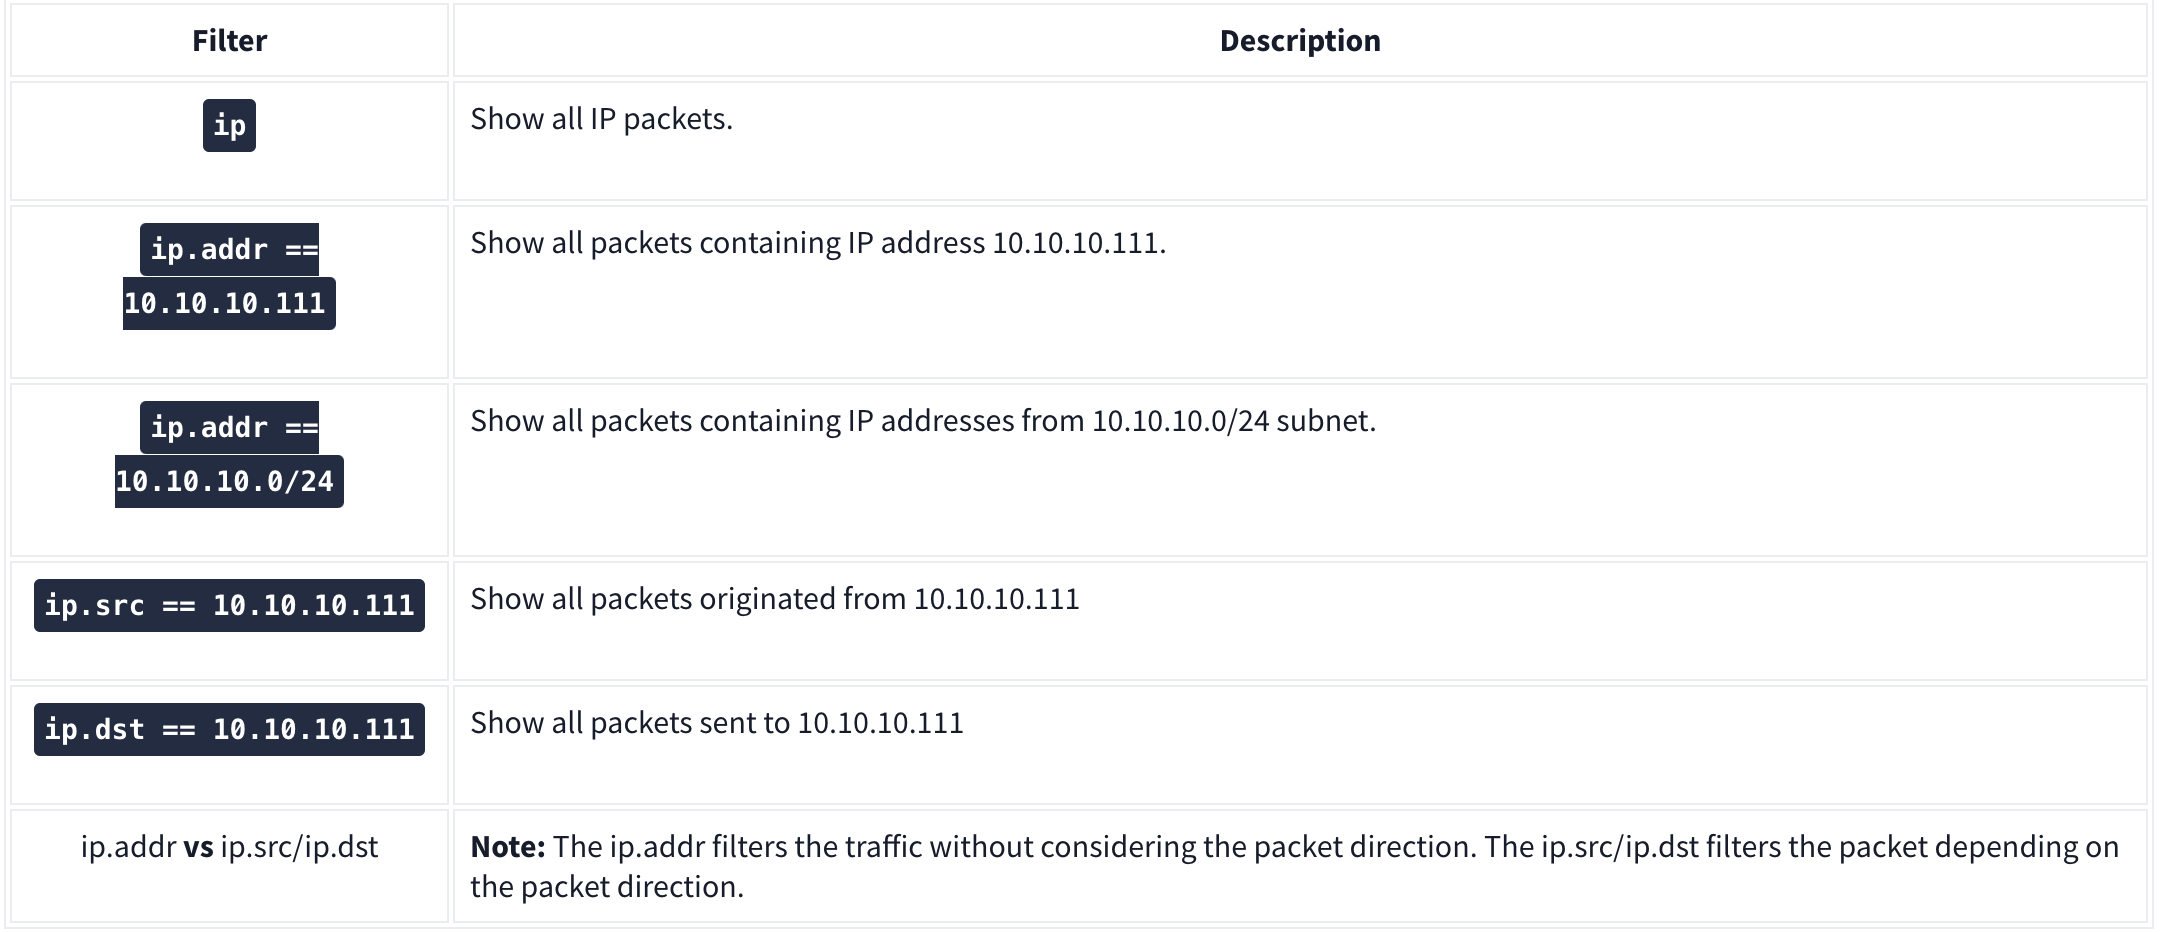 Filter
Description
ip
Show all IP packets.
ip.addr ==
10.10.10.111
Show all packets containing IP address 10.10.10.111.
ip.addr ==
10.10.10.0/24
Show all packets containing IP addresses from 10.10.10.0/24 subnet.
ip.src == 10.10.10.111
Show all packets originated from 10.10.10.111
ip.dst == 10.10.10.111
Show all packets sent to 10.10.10.111
ip.addr vs ip.src/ip.dst
Note: The ip.addr filters the traffic without considering the packet direction. The ip.src/ip.dst filters the packet depending on
the packet direction.